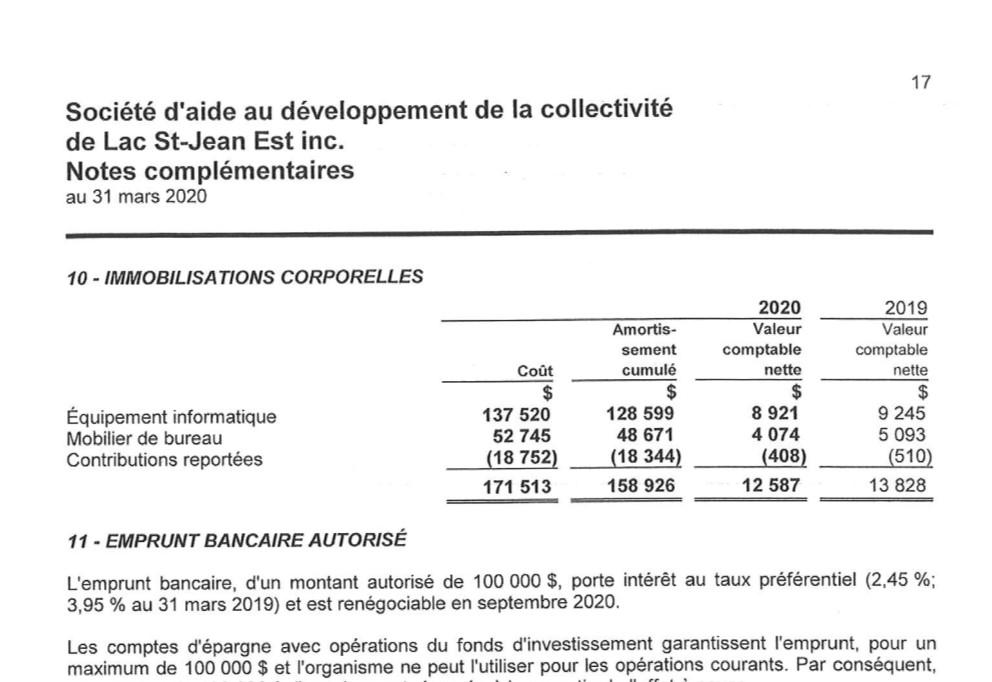 17
Société d'aide au développement de la collectivité
de Lac St-Jean Est inc.
Notes complémentaires
au 31 mars 2020
10 - IMMOBILISATIONS CORPORELLES
2020 2019
Amortis- Valeur Valeur
sement comptable comptable
Coût cumulé nette nette
$ $ $ $
Équipement informatique 137 520 128 599 8 921 9 245
Mobilier de bureau 52 745 48 671 4 074 5 093
Contributions reportées (18 752) (18 344) (408) (510)
171 513 158 926 12 587 13 828
11 - EMPRUNT BANCAIRE AUTORISÉ
L'emprunt bancaire, d'un montant autorisé de 100 000 $, porte intérêt au taux préférentiel (2,45 %;
3,95 % au 31 mars 2019) et est renégociable en septembre 2020.
Les comptes d'épargne avec opérations du fonds d'investissement garantissent l'emprunt, pour un
maximum de 100 000 $ et l'organisme ne peut l'utiliser pour les opérations courants. Par conséquent,